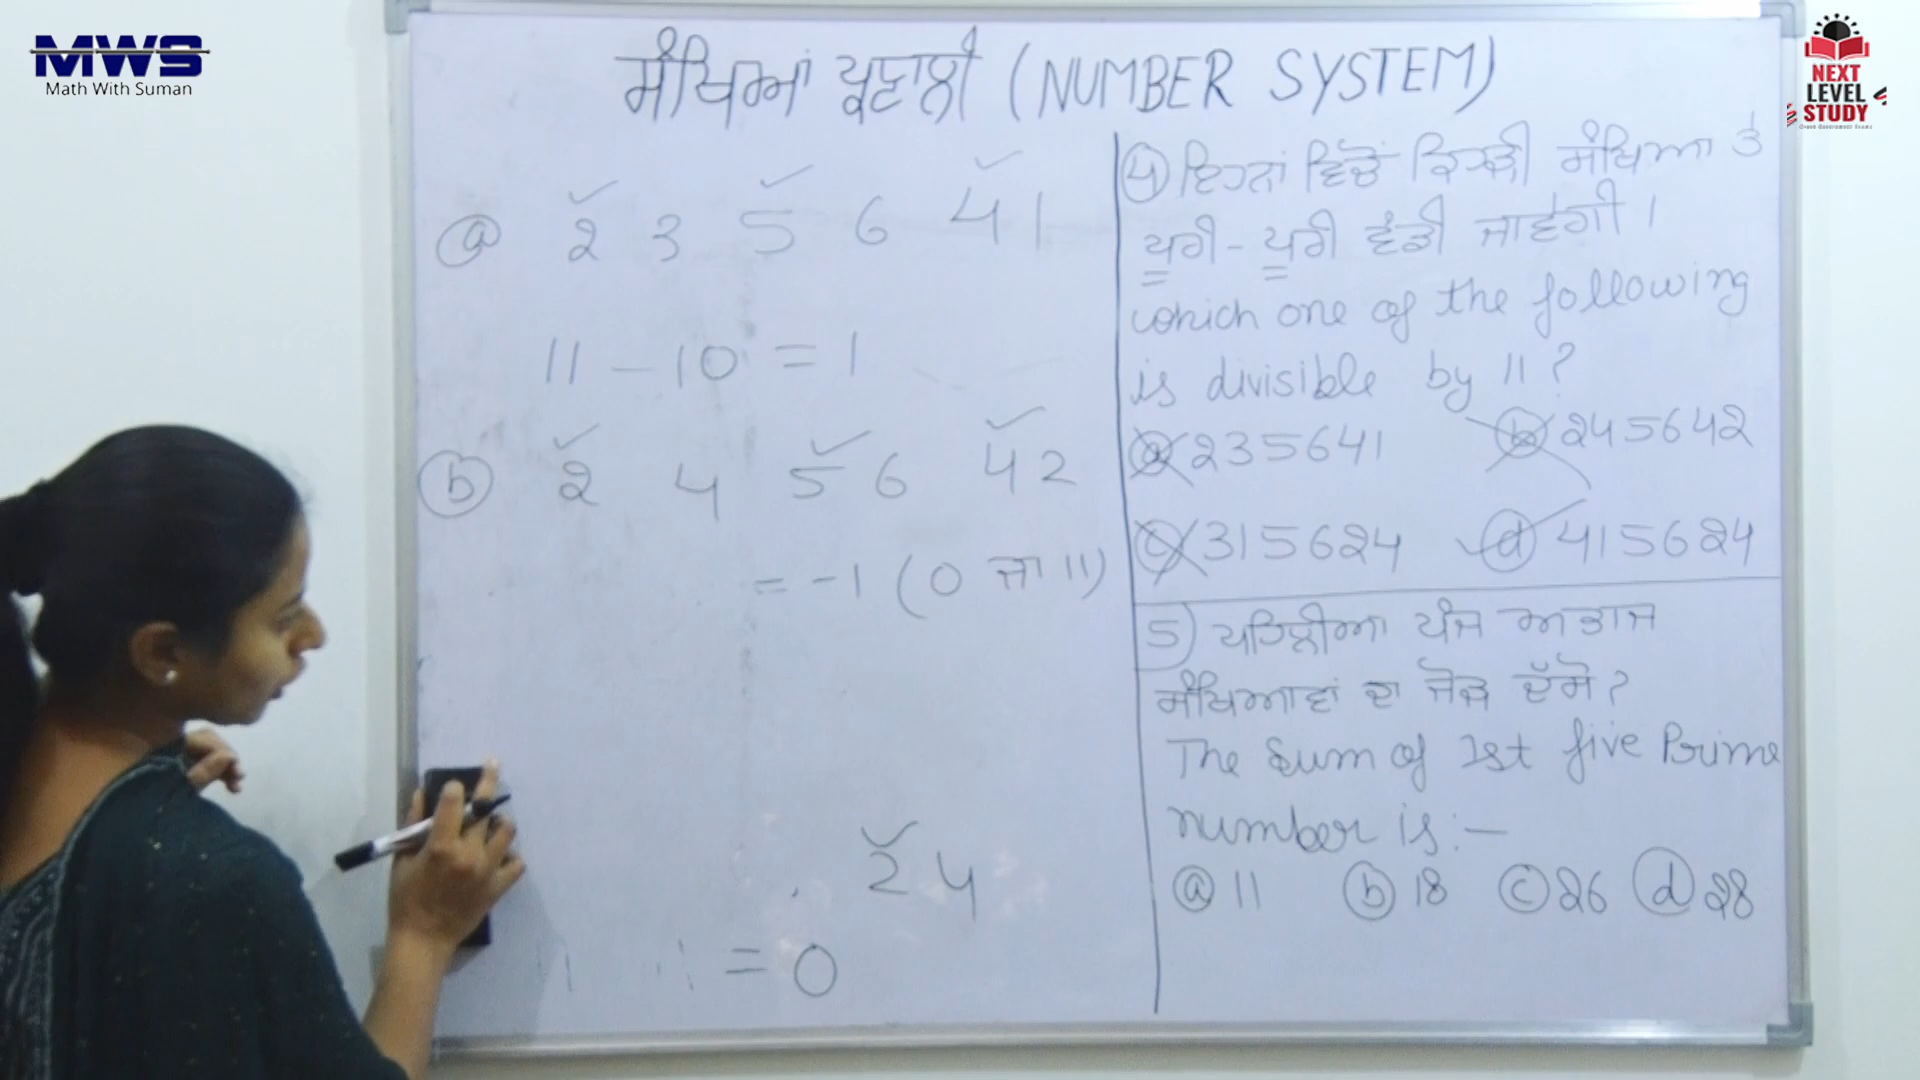 MWS
Math With Suman
NEXT
LEVEL
STUDY
ਸੰਖਿਆਂ ਪ੍ਰਣਾਲੀ (NUMBER SYSTEM)
ⓐ 2 3 5 6 4 1
11 - 10 = 1
ⓑ 2 4 5 6 4 2
= -1 (0 ਜਾ 11)
2 4
= 0
④ ਇਹਨਾਂ ਵਿੱਚੋਂ ਕਿਹੜੀ ਸੰਖਿਆ ਤੇ
ਪੂਰੀ - ਪੂਰੀ ਵੰਡੀ ਜਾਵੇਗੀ ।
which one of the following
is divisible by 11 ?
ⓐ 235641 ⓑ 245642
ⓒ 315624 ⓓ 415624
5) ਪਹਿਲੀਆ ਪੰਜ ਅਭਾਜ
ਸੰਖਿਆਵਾਂ ਦਾ ਜੋੜ ਦੱਸੋ ?
The Sum of 1st five Prime
number is :-
ⓐ 11 ⓑ 18 ⓒ 26 ⓓ 28